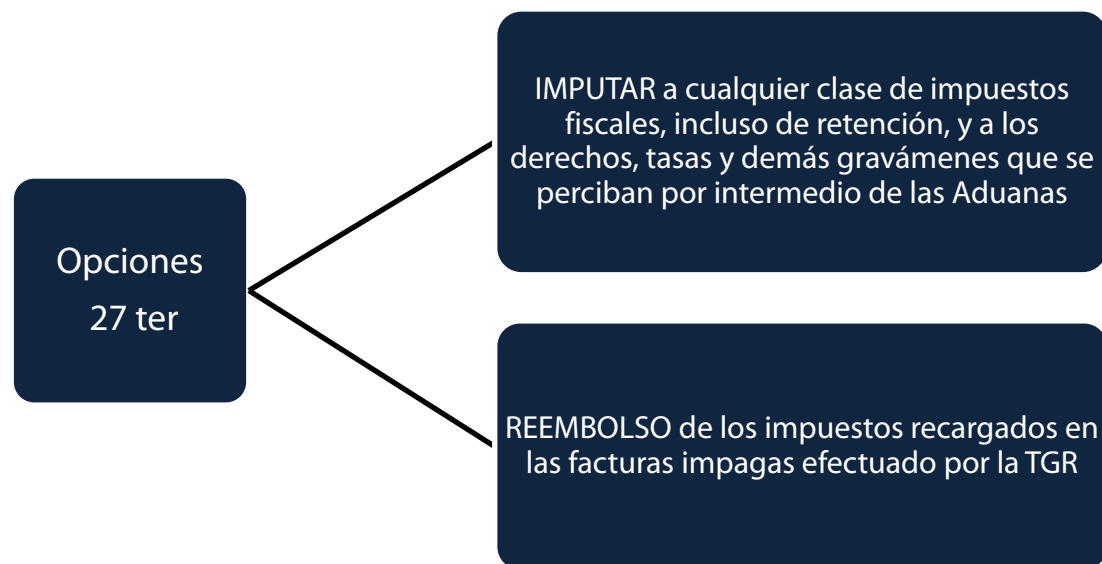 Opciones
27 ter
IMPUTAR a cualquier clase de impuestos
fiscales, incluso de retención, y a los
derechos, tasas y demás gravámenes que se
perciban por intermedio de las Aduanas
REEMBOLSO de los impuestos recargados en
las facturas impagas efectuado por la TGR